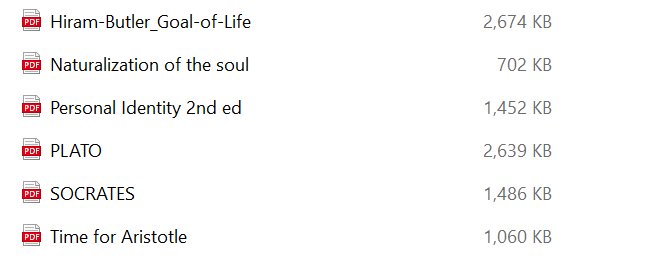 PDF Hiram-Butler_Goal-of-Life 2,674 KB
PDF Naturalization of the soul 702 KB
PDF Personal Identity 2nd ed 1,452 KB
PDF PLATO 2,639 KB
PDF SOCRATES 1,486 KB
PDF Time for Aristotle 1,060 KB